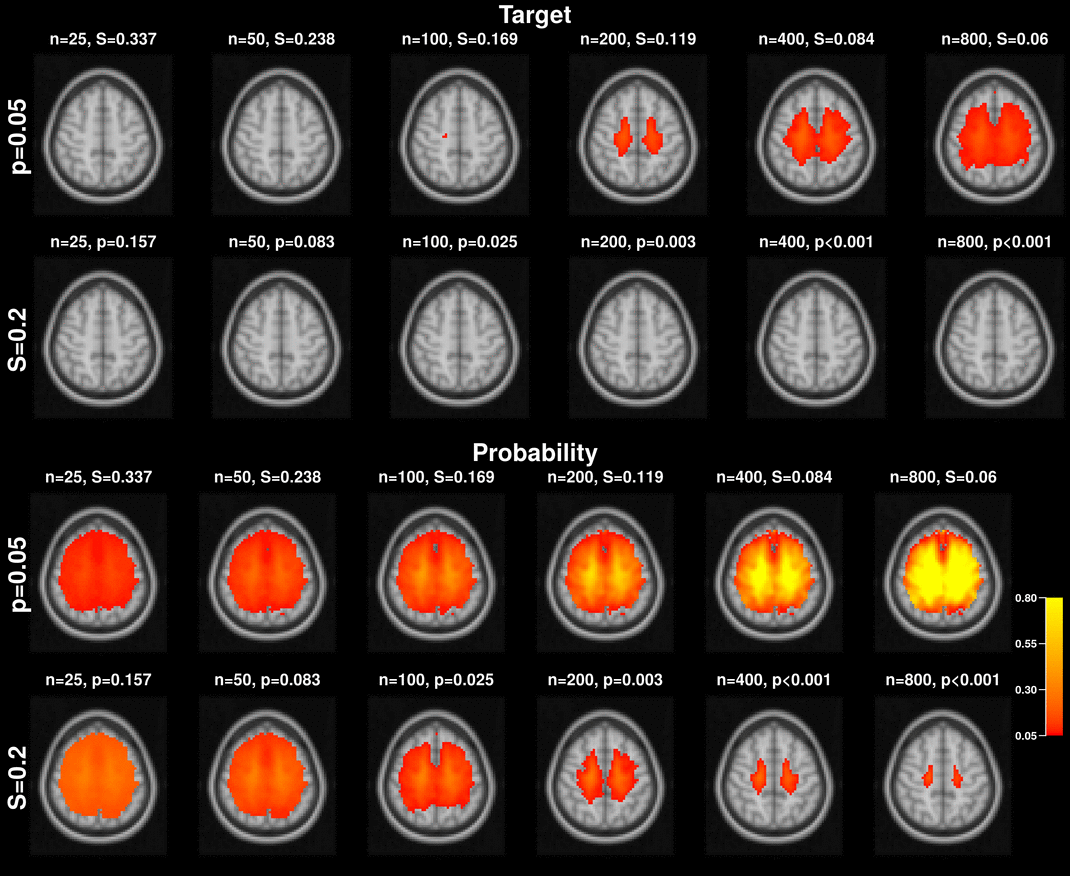 Target
n=25, S=0.337 n=50, S=0.238 n=100, S=0.169 n=200, S=0.119 n=400, S=0.084 n=800, S=0.06
p=0.05
n=25, p=0.157 n=50, p=0.083 n=100, p=0.025 n=200, p=0.003 n=400, p<0.001 n=800, p<0.001
S=0.2
Probability
n=25, S=0.337 n=50, S=0.238 n=100, S=0.169 n=200, S=0.119 n=400, S=0.084 n=800, S=0.06
p=0.05
0.80
0.55
0.30
0.05
n=25, p=0.157 n=50, p=0.083 n=100, p=0.025 n=200, p=0.003 n=400, p<0.001 n=800, p<0.001
S=0.2